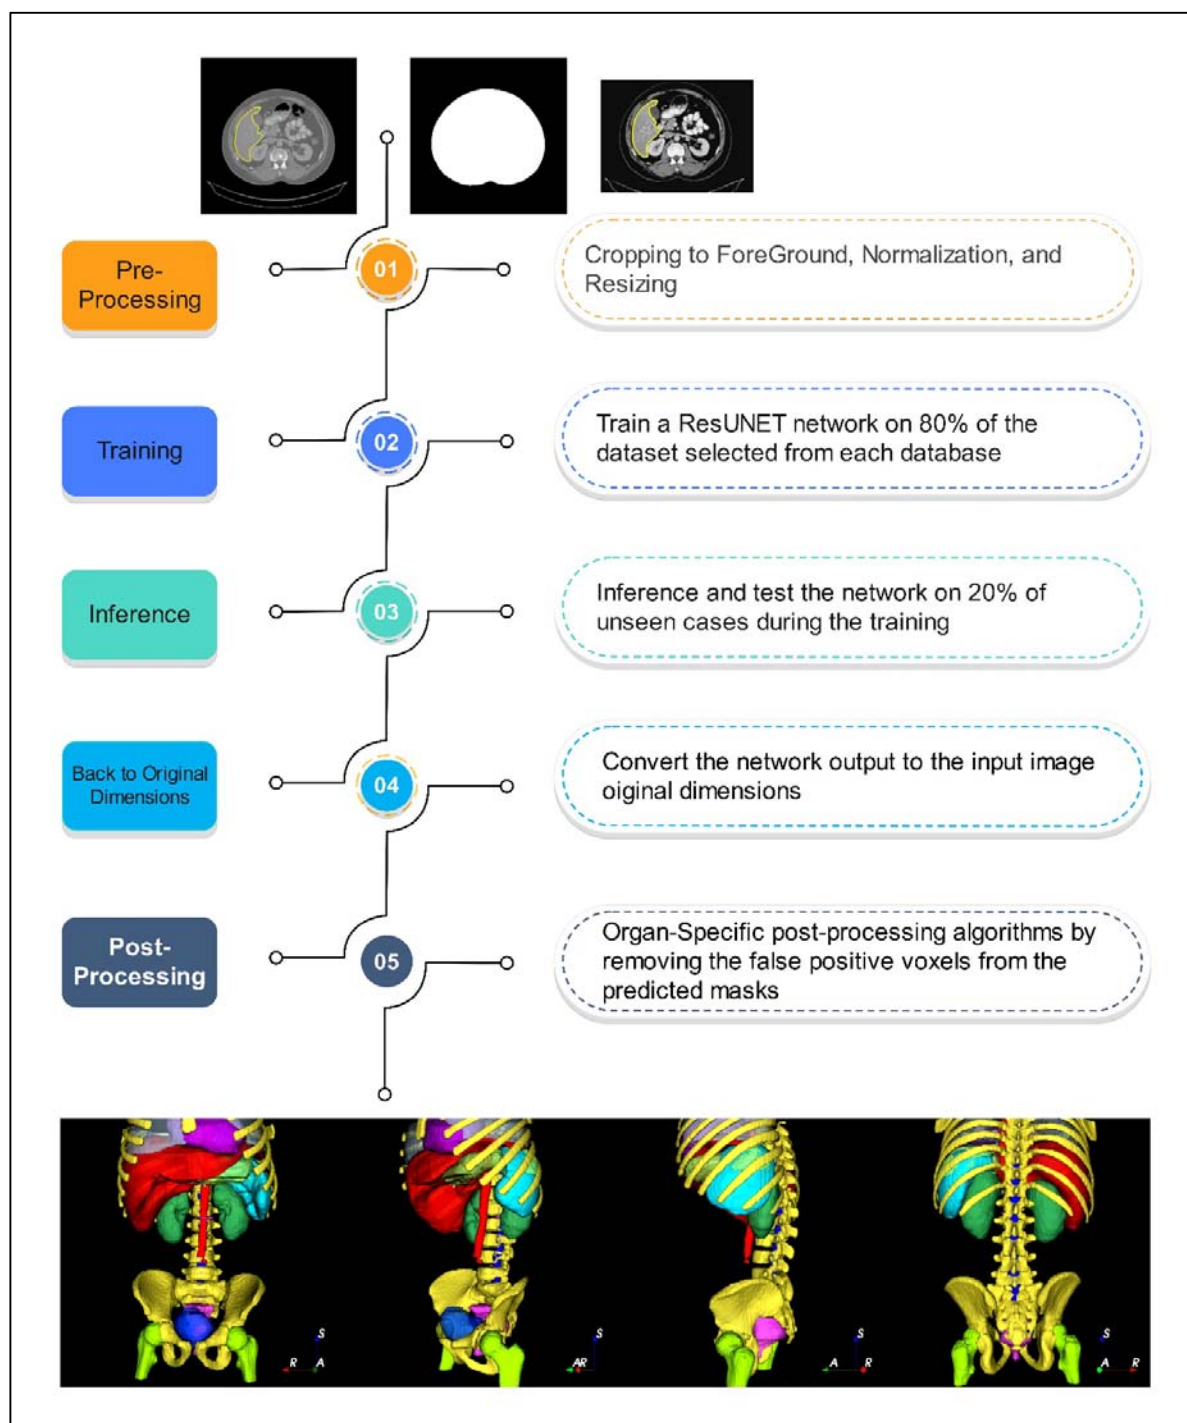 Pre-
Processing
01
Cropping to ForeGround, Normalization, and
Resizing
Training
02
Train a ResUNET network on 80% of the
dataset selected from each database
Inference
03
Inference and test the network on 20% of
unseen cases during the training
Back to Original
Dimensions
04
Convert the network output to the input image
oiginal dimensions
Post-
Processing
05
Organ-Specific post-processing algorithms by
removing the false positive voxels from the
predicted masks
S
R
A
S
AR
S
A
R
S
A
R